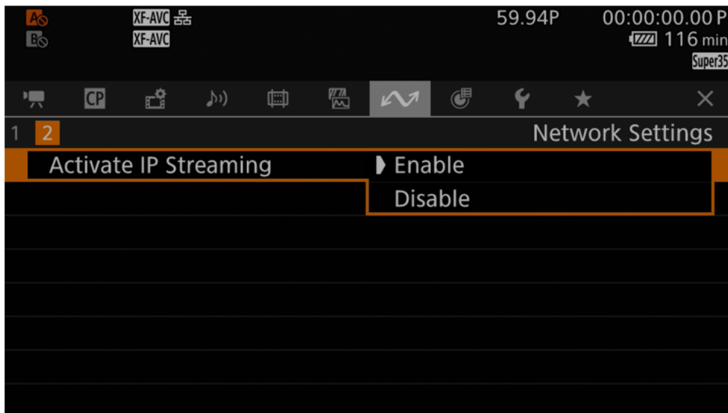 A XF-AVC 59.94P 00:00:00.00 P
B XF-AVC 116 min
Super35
CP
1 2 Network Settings
Activate IP Streaming Enable
Disable